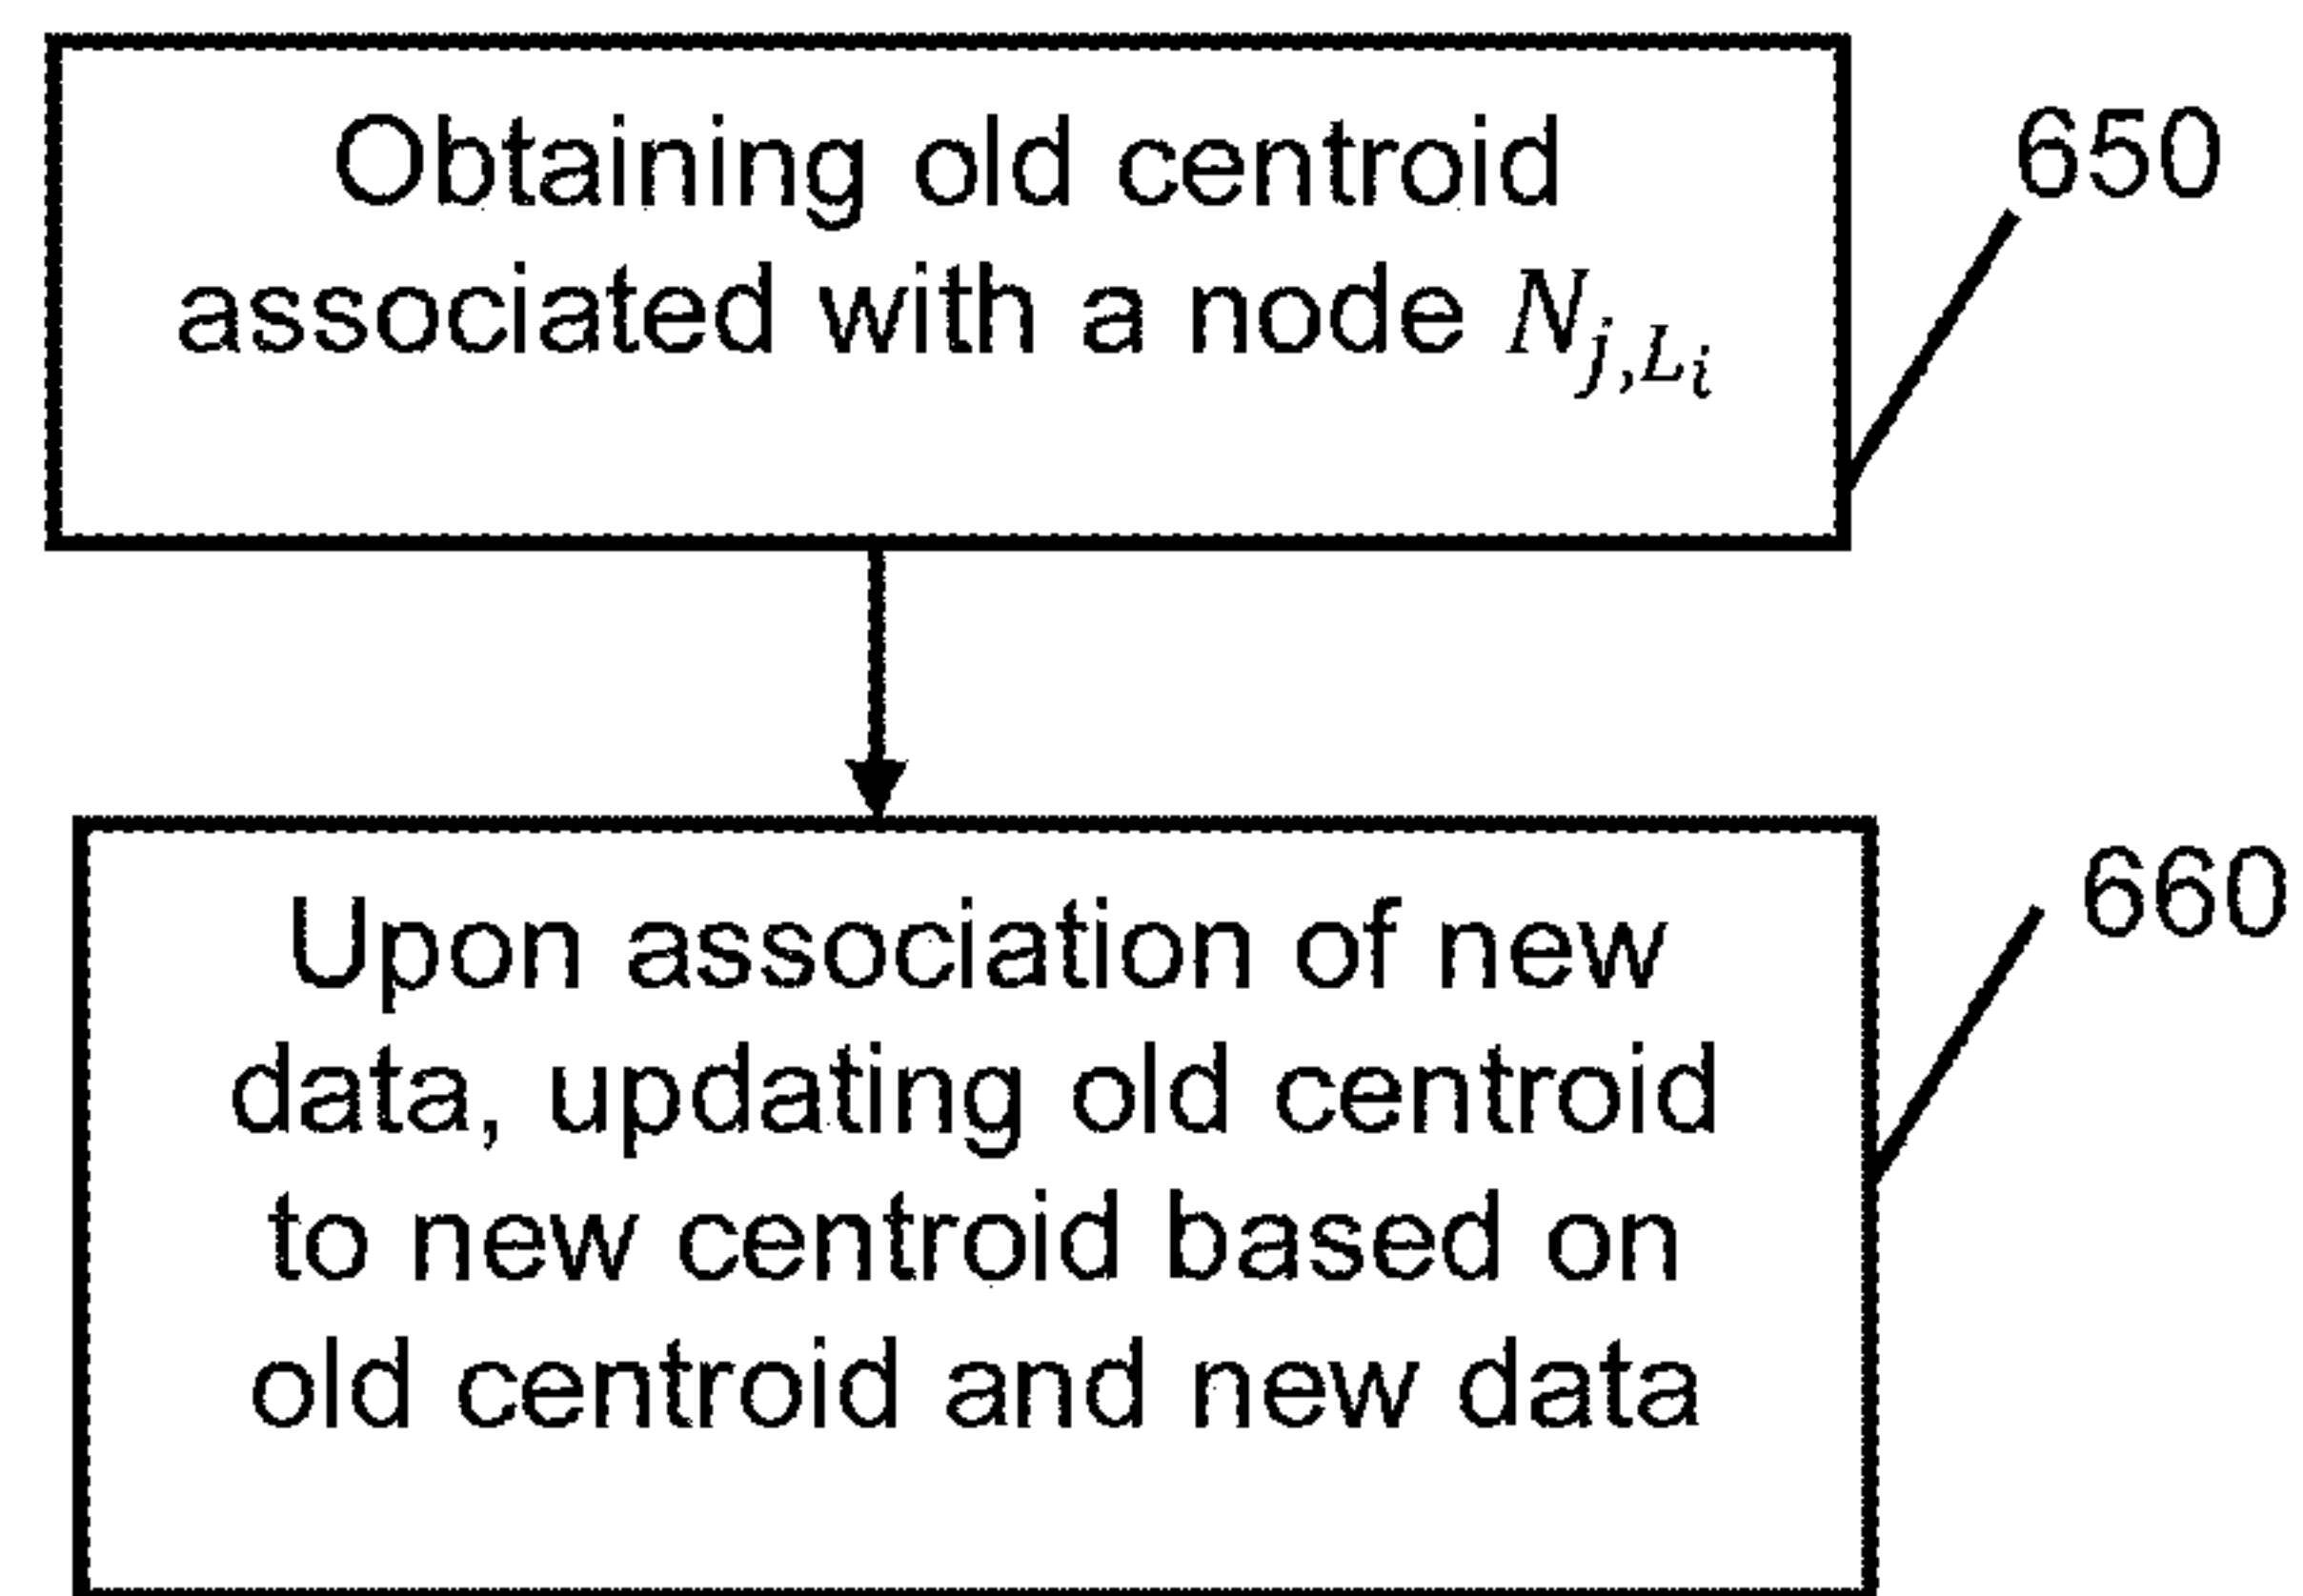 Obtaining old centroid
associated with a node $N_{j,L_i}$
650
Upon association of new
data, updating old centroid
to new centroid based on
old centroid and new data
660